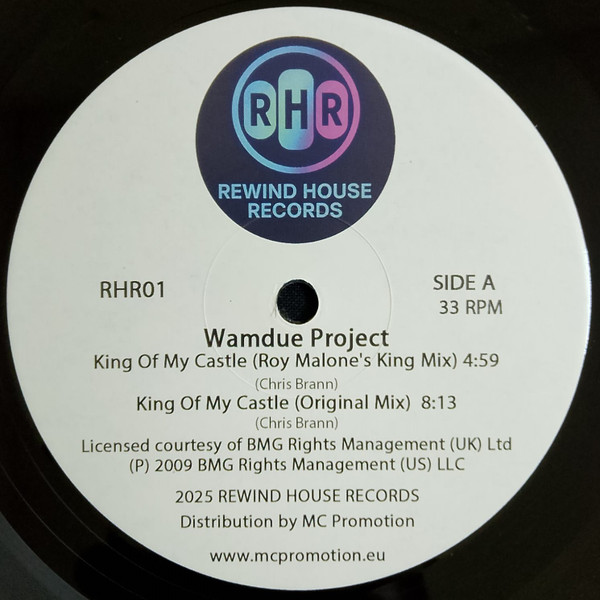 RHR
REWIND HOUSE
RECORDS
RHR01
SIDE A
33 RPM
Wamdue Project
King Of My Castle (Roy Malone's King Mix) 4:59
(Chris Brann)
King Of My Castle (Original Mix) 8:13
(Chris Brann)
Licensed courtesy of BMG Rights Management (UK) Ltd
(P) 2009 BMG Rights Management (US) LLC
2025 REWIND HOUSE RECORDS
Distribution by MC Promotion
www.mcpromotion.eu